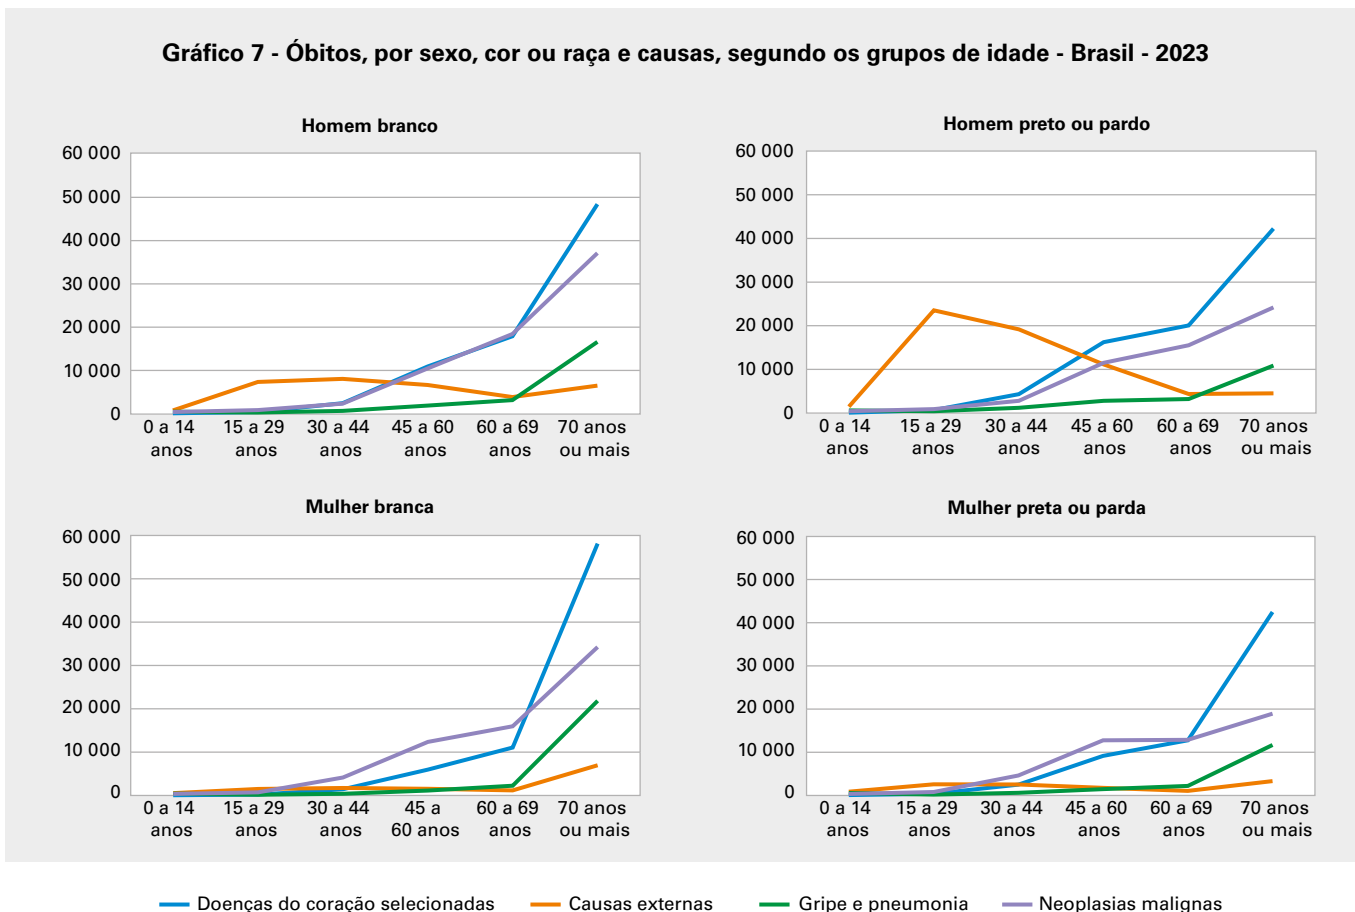 Gráfico 7 - Óbitos, por sexo, cor ou raça e causas, segundo os grupos de idade - Brasil - 2023
Homem branco
60 000
50 000
40 000
30 000
20 000
10 000
0
0 a 14 15 a 29 30 a 44 45 a 60 60 a 69 70 anos
anos anos anos anos anos ou mais
Homem preto ou pardo
60 000
50 000
40 000
30 000
20 000
10 000
0
0 a 14 15 a 29 30 a 44 45 a 60 60 a 69 70 anos
anos anos anos anos anos ou mais
Mulher branca
60 000
50 000
40 000
30 000
20 000
10 000
0
0 a 14 15 a 29 30 a 44 45 a 60 a 69 70 anos
anos anos anos 60 anos anos ou mais
Mulher preta ou parda
60 000
50 000
40 000
30 000
20 000
10 000
0
0 a 14 15 a 29 30 a 44 45 a 60 60 a 69 70 anos
anos anos anos anos anos ou mais
Doenças do coração selecionadas Causas externas Gripe e pneumonia Neoplasias malignas